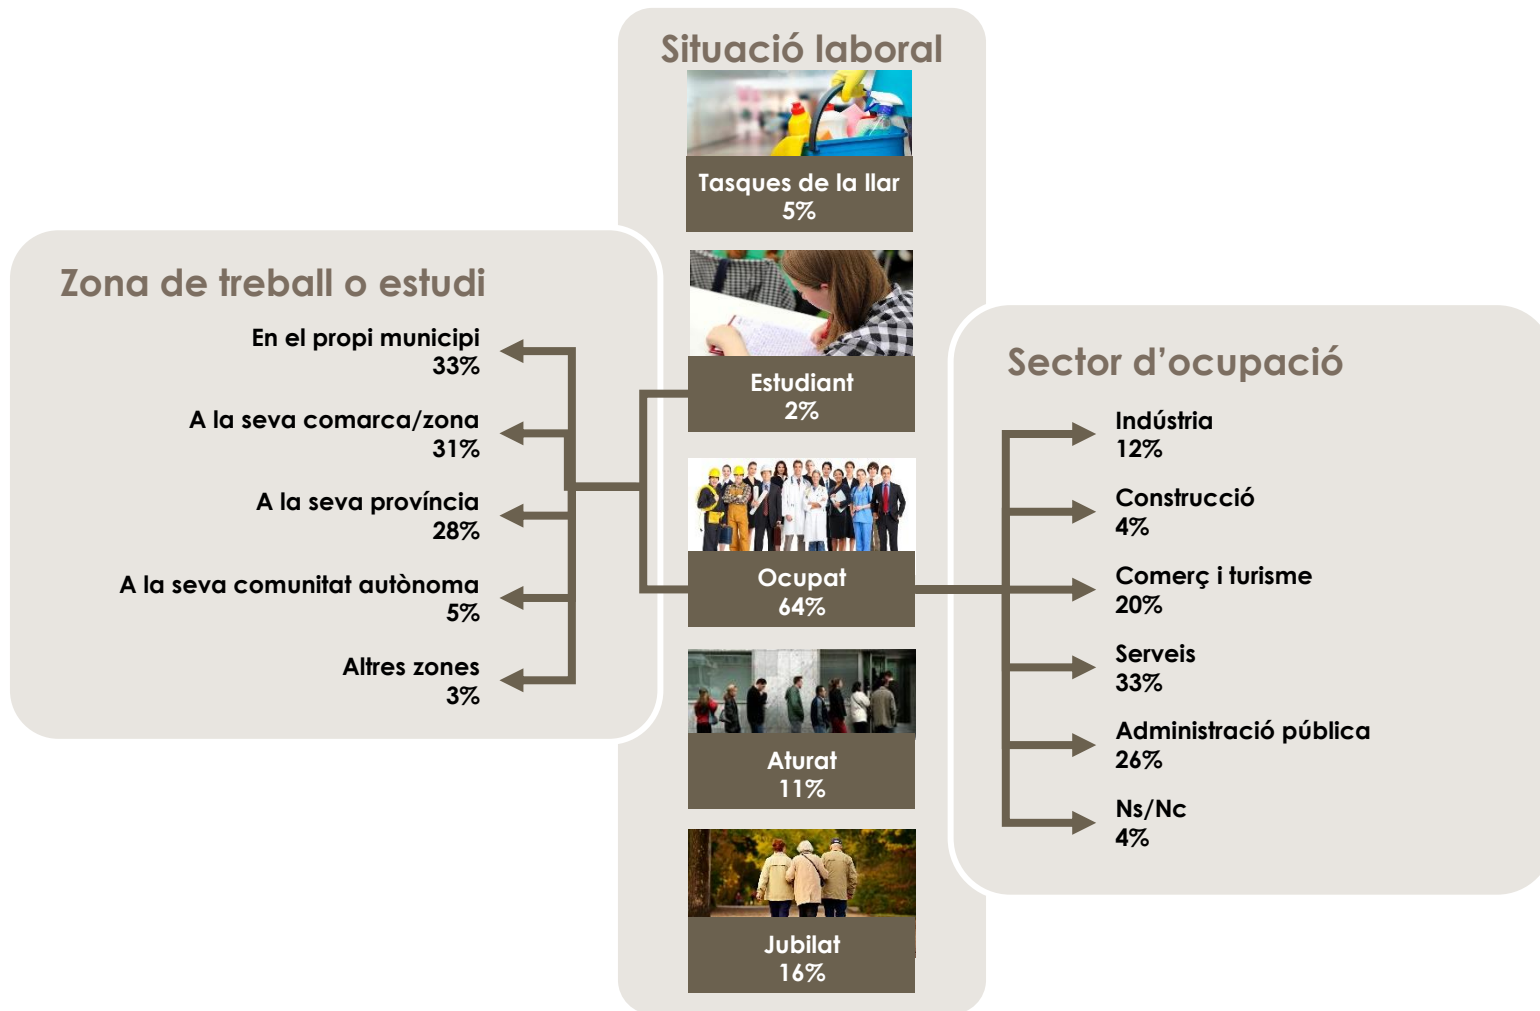 Situació laboral
Tasques de la llar
5%
Estudiant
2%
Ocupat
64%
Aturat
11%
Jubilat
16%
Zona de treball o estudi
En el propi municipi
33%
A la seva comarca/zona
31%
A la seva província
28%
A la seva comunitat autònoma
5%
Altres zones
3%
Sector d’ocupació
Indústria
12%
Construcció
4%
Comerç i turisme
20%
Serveis
33%
Administració pública
26%
Ns/Nc
4%